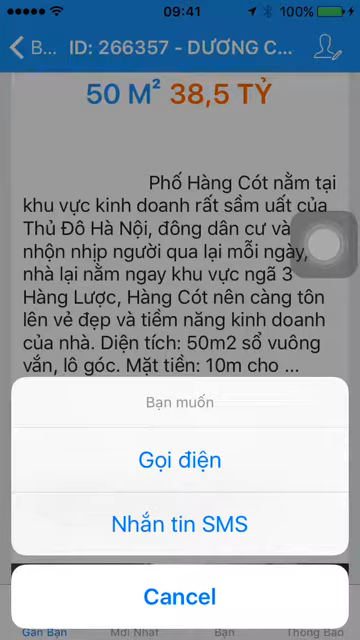 09:41
100%
B... ID: 266357 - DƯƠNG C...
50 M² 38,5 TỶ
Phố Hàng Cót nằm tại
khu vực kinh doanh rất sầm uất của
Thủ Đô Hà Nội, đông dân cư và
nhộn nhịp người qua lại mỗi ngày,
nhà lại nằm ngay khu vực ngã 3
Hàng Lược, Hàng Cót nên càng tôn
lên vẻ đẹp và tiềm năng kinh doanh
của nhà. Diện tích: 50m2 sổ vuông
vắn, lô góc. Mặt tiền: 10m cho ...
Bạn muốn
Gọi điện
Nhắn tin SMS
Cancel
Gần Bạn Mới Nhất Bạn Thông Báo